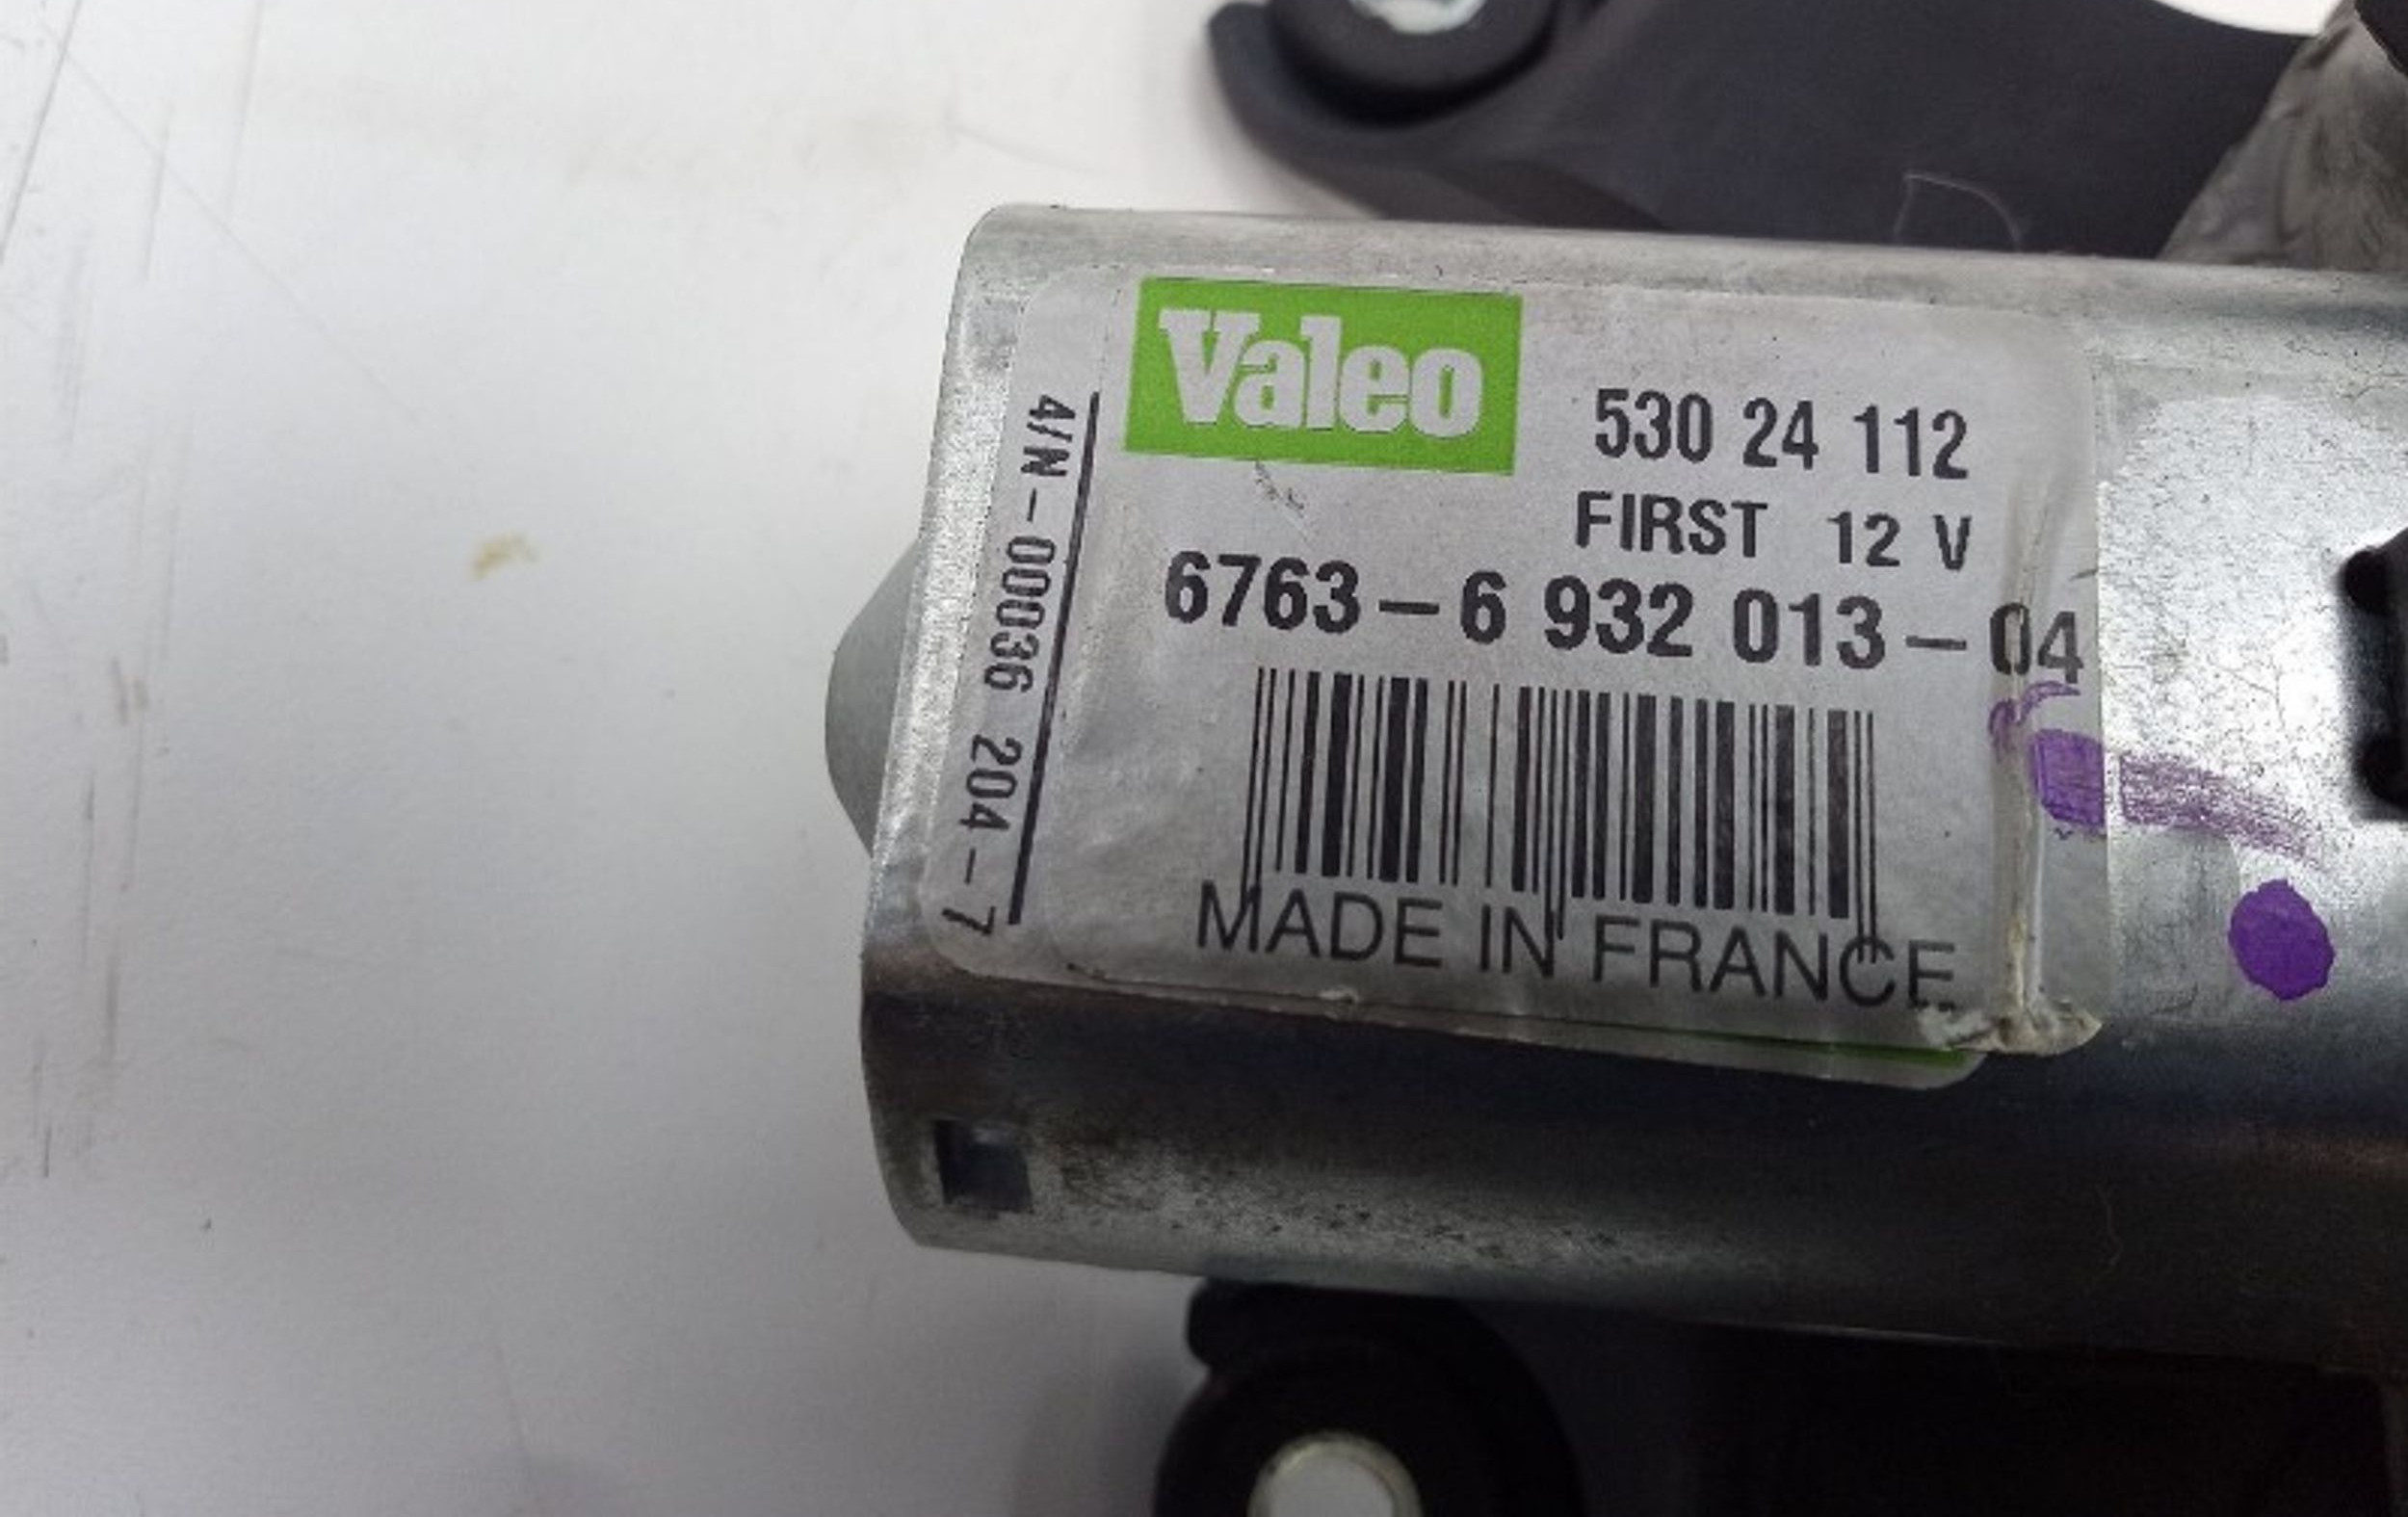 Valeo
530 24 112
FIRST 12 V
6763-6 932 013-04
MADE IN FRANCE
4/N-00036 204-7